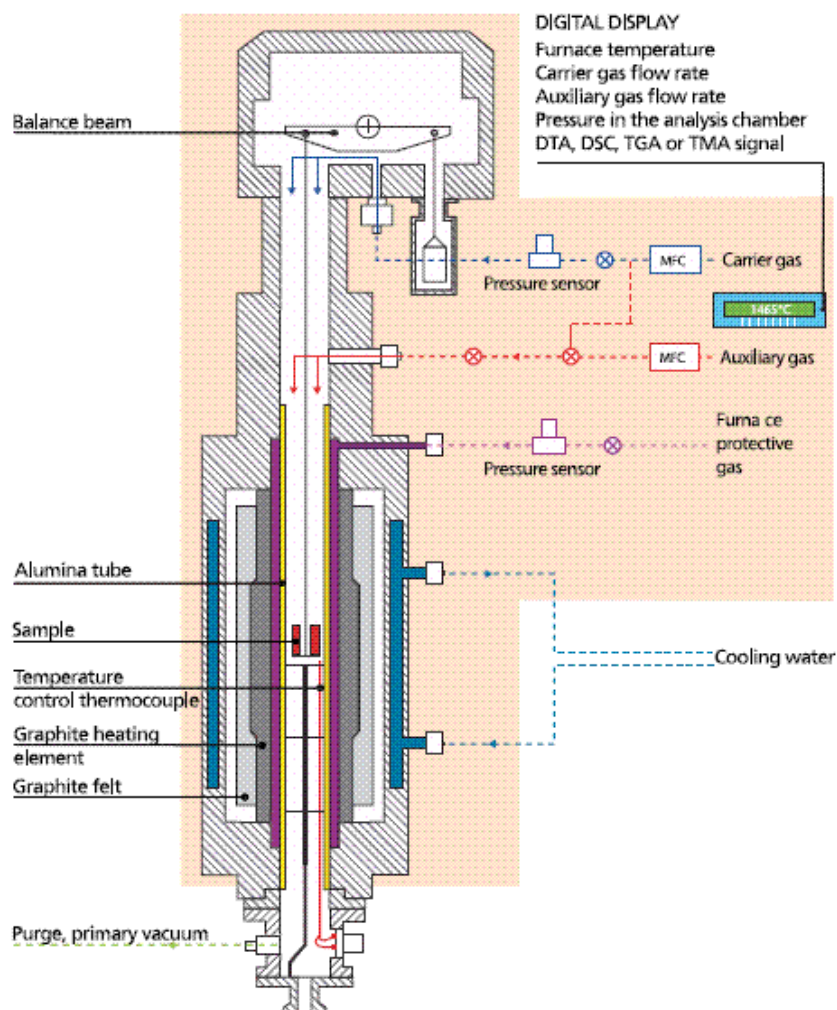 DIGITAL DISPLAY
Furnace temperature
Carrier gas flow rate
Auxiliary gas flow rate
Pressure in the analysis chamber
DTA, DSC, TGA or TMA signal
Balance beam
MFC
Carrier gas
Pressure sensor
1465°C
MFC
Auxiliary gas
Furna ce
protective
gas
Pressure sensor
Alumina tube
Sample
Cooling water
Temperature
control thermocouple
Graphite heating
element
Graphite felt
Purge, primary vacuum